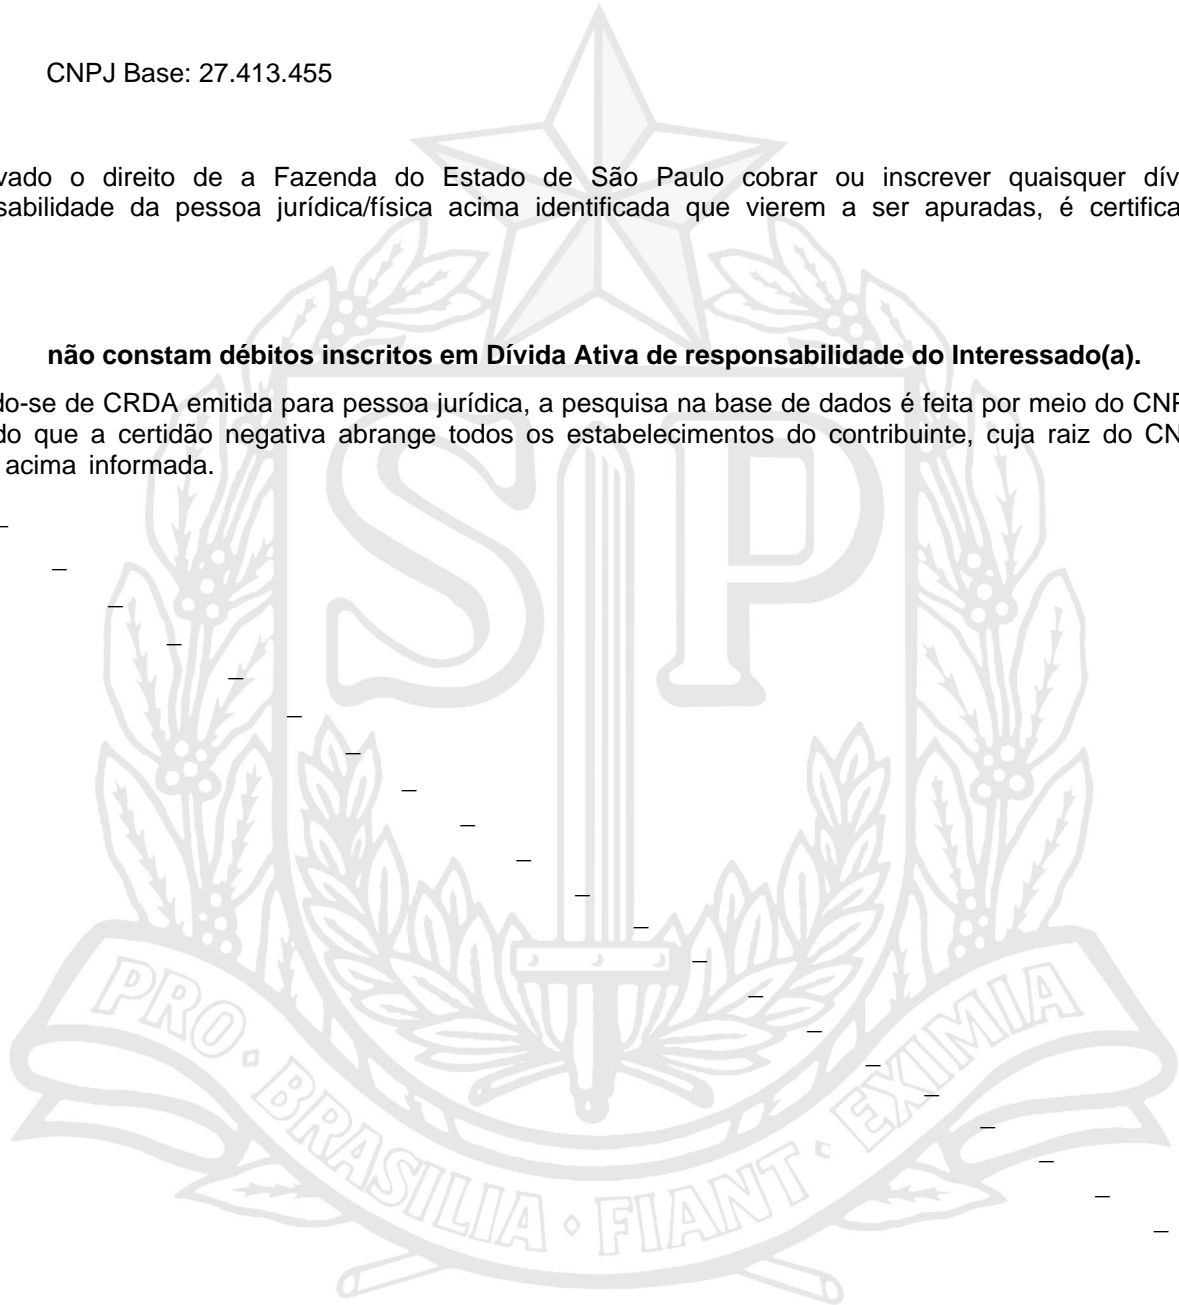 CNPJ Base: 27.413.455
vado o direito de a Fazenda do Estado de São Paulo cobrar ou inscrever quaisquer dív
sabilidade da pessoa jurídica/física acima identificada que vierem a ser apuradas, é certifica
não constam débitos inscritos em Dívida Ativa de responsabilidade do Interessado(a).
do-se de CRDA emitida para pessoa jurídica, a pesquisa na base de dados é feita por meio do CNP
do que a certidão negativa abrange todos os estabelecimentos do contribuinte, cuja raiz do CN
acima informada.
SP
PRO • BRASILIA • FIANT • EXIMIA